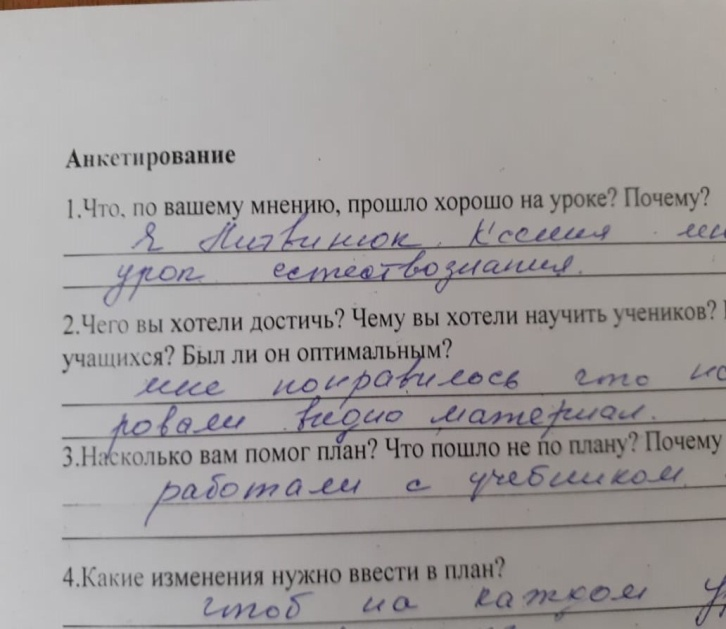 Анкетирование
1.Что, по вашему мнению, прошло хорошо на уроке? Почему?
Я Литвинюк Ксения
урок естествознания.
2.Чего вы хотели достичь? Чему вы хотели научить учеников?
учащихся? Был ли он оптимальным?
мне понравилось что
ровали видио материал.
3.Насколько вам помог план? Что пошло не по плану? Почему
работали с учебником
4.Какие изменения нужно ввести в план?
чтоб на каждом